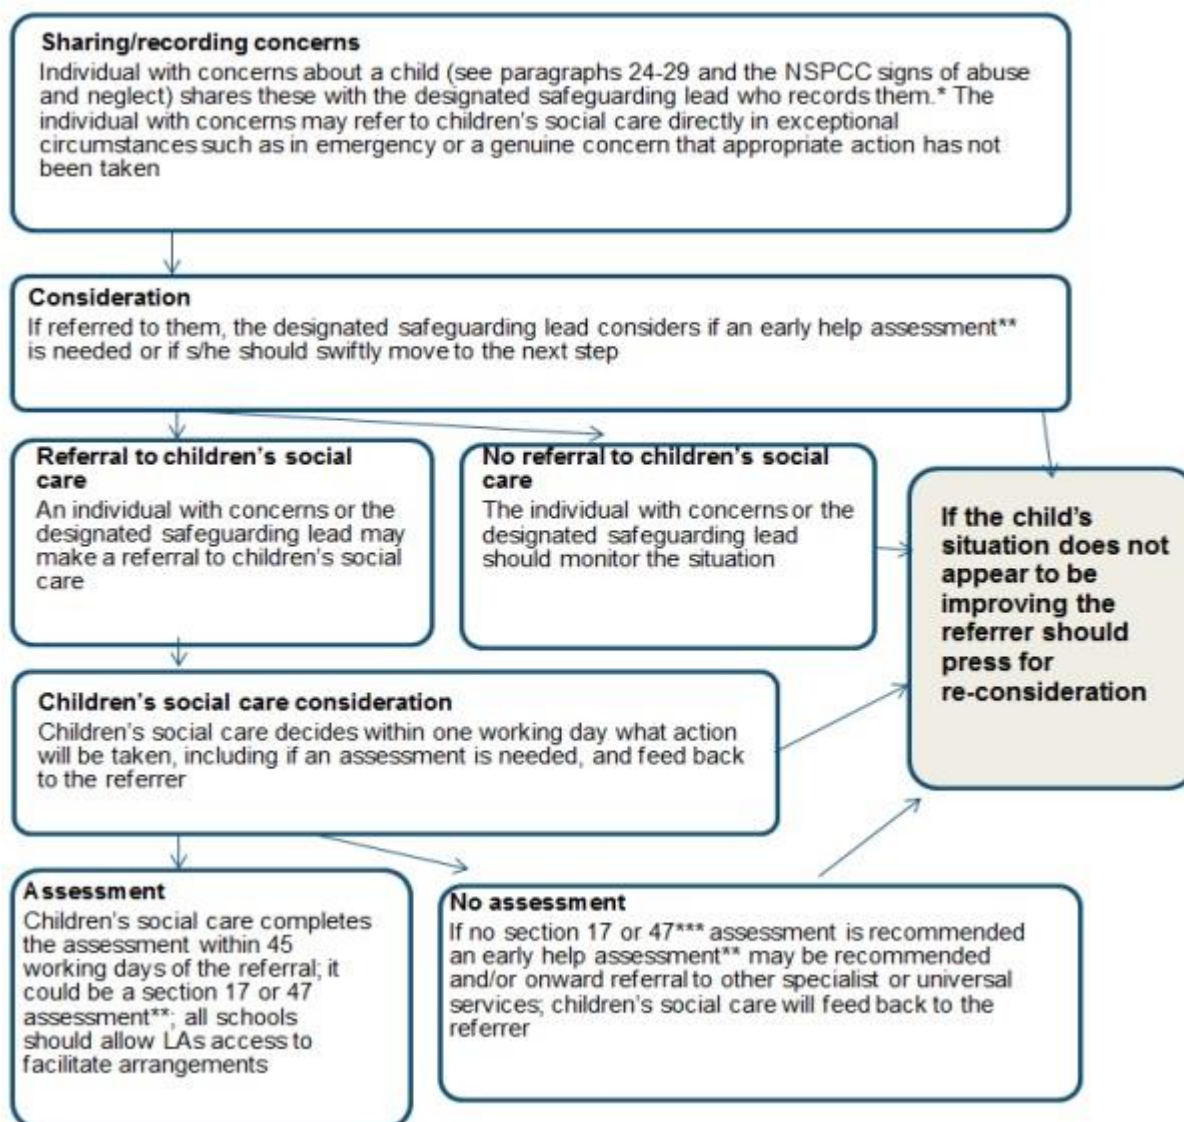 Sharing/recording concerns
Individual with concerns about a child (see paragraphs 24-29 and the NSPCC signs of abuse
and neglect) shares these with the designated safeguarding lead who records them.* The
individual with concerns may refer to children's social care directly in exceptional
circumstances such as in emergency or a genuine concern that appropriate action has not
been taken
Consideration
If referred to them, the designated safeguarding lead considers if an early help assessment**
is needed or if s/he should swiftly move to the next step
Referral to children's social
care
An individual with concerns or the
designated safeguarding lead may
make a referral to children's social
care
No referral to children's social
care
The individual with concerns or the
designated safeguarding lead
should monitor the situation
If the child's
situation does not
appear to be
improving the
referrer should
press for
re-consideration
Children's social care consideration
Children's social care decides within one working day what action
will be taken, including if an assessment is needed, and feed back
to the referrer
Assessment
Children's social care completes
the assessment within 45
working days of the referral; it
could be a section 17 or 47
assessment**; all schools
should allow LAs access to
facilitate arrangements
No assessment
If no section 17 or 47*** assessment is recommended
an early help assessment** may be recommended
and/or onward referral to other specialist or universal
services; children's social care will feed back to the
referrer